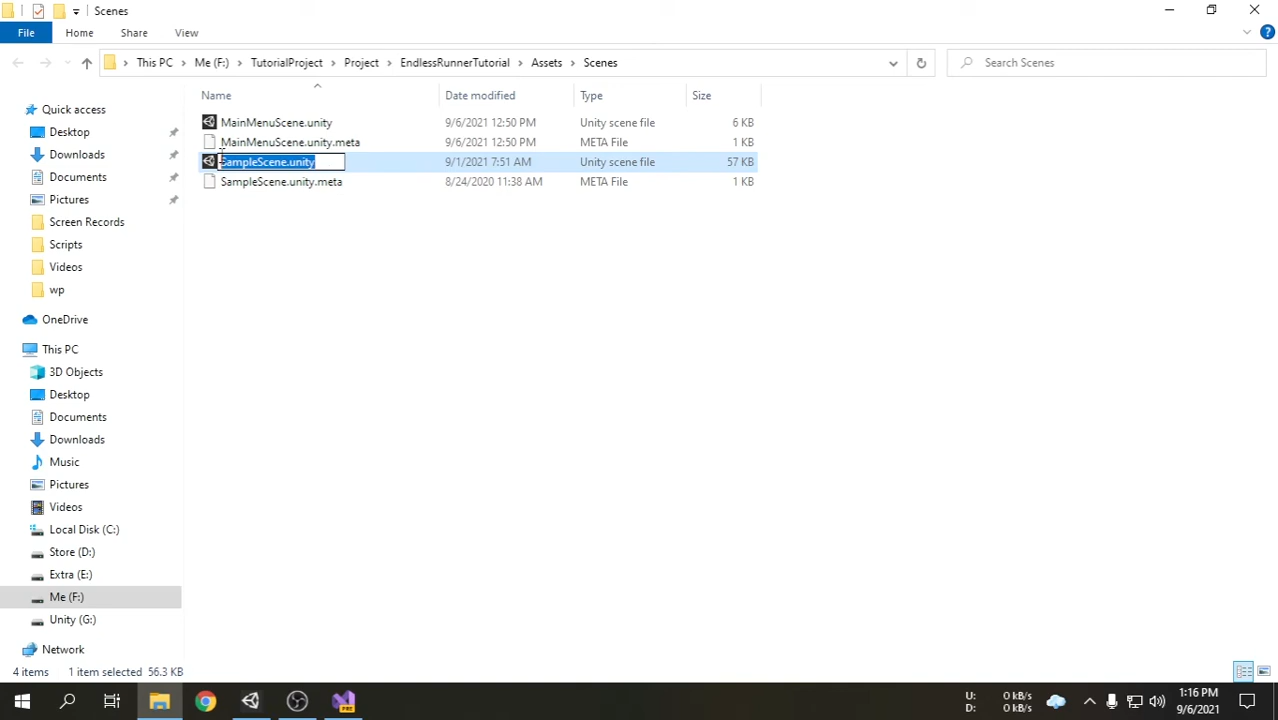 Scenes
File Home Share View
This PC Me (F:) TutorialProject Project EndlessRunnerTutorial Assets Scenes
Search Scenes
Name Date modified Type Size
MainMenuScene.unity 9/6/2021 12:50 PM Unity scene file 6 KB
MainMenuScene.unity.meta 9/6/2021 12:50 PM META File 1 KB
SampleScene.unity 9/1/2021 7:51 AM Unity scene file 57 KB
SampleScene.unity.meta 8/24/2020 11:38 AM META File 1 KB
Quick access
Desktop
Downloads
Documents
Pictures
Screen Records
Scripts
Videos
wp
OneDrive
This PC
3D Objects
Desktop
Documents
Downloads
Music
Pictures
Videos
Local Disk (C:)
Store (D:)
Extra (E:)
Me (F:)
Unity (G:)
Network
4 items 1 item selected 56.3 KB
U: 0 kB/s
D: 0 kB/s
1:16 PM
9/6/2021